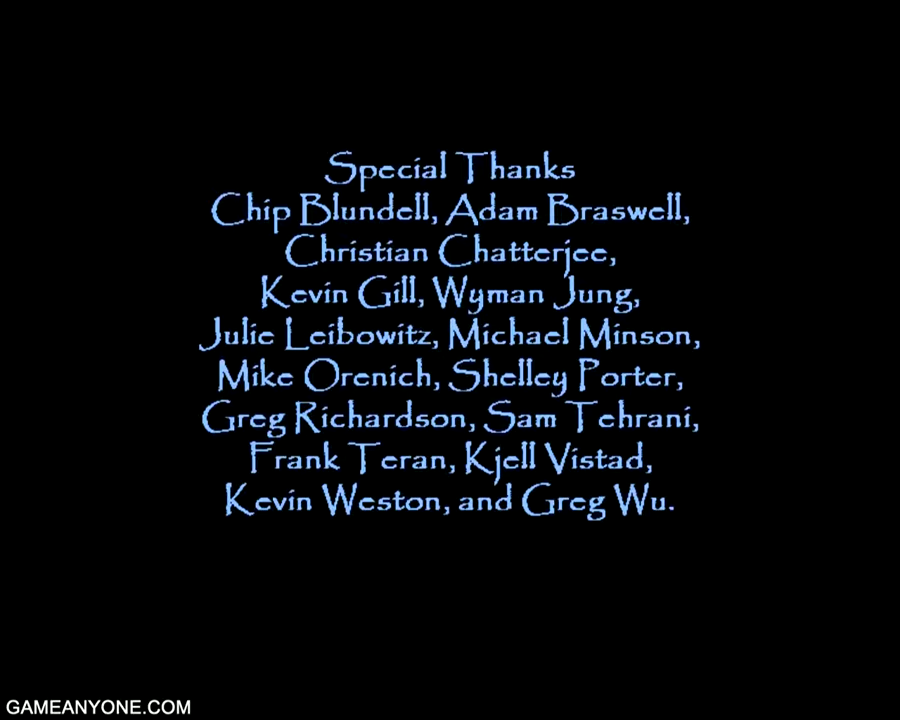 Special Thanks
Chip Blundell, Adam Braswell,
Christian Chatterjee,
Kevin Gill, Wyman Jung,
Julie Leibowitz, Michael Minson,
Mike Orenich, Shelley Porter,
Greg Richardson, Sam Tehrani,
Frank Teran, Kjell Vistad,
Kevin Weston, and Greg Wu.
GAMEANYONE.COM